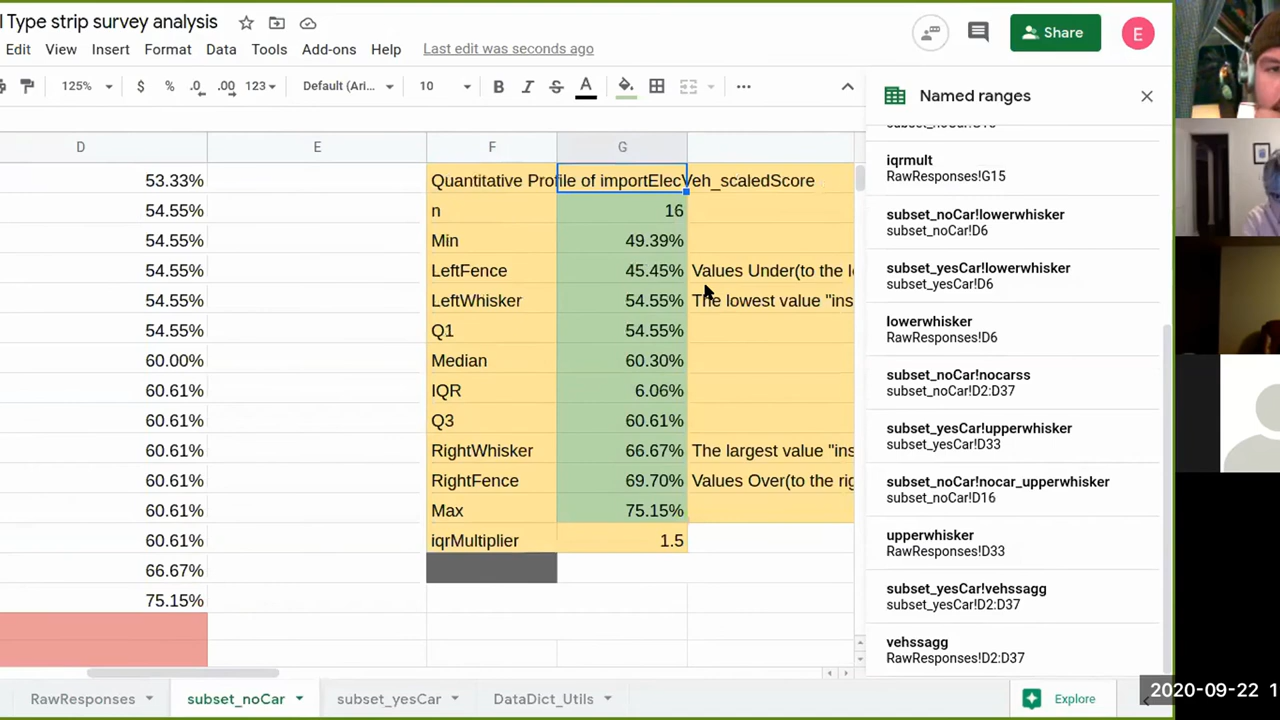 l Type strip survey analysis
Edit View Insert Format Data Tools Add-ons Help Last edit was seconds ago
Share
E
125% $ % .0 .00 123 Default (Ari... 10 B I S A
Named ranges
D E F G
53.33% Quantitative Profile of importElecVeh_scaledScore
54.55% n 16
54.55% Min 49.39%
54.55% LeftFence 45.45% Values Under(to the l
54.55% LeftWhisker 54.55% The lowest value "ins
54.55% Q1 54.55%
60.00% Median 60.30%
60.61% IQR 6.06%
60.61% Q3 60.61%
60.61% RightWhisker 66.67% The largest value "ins
60.61% RightFence 69.70% Values Over(to the rig
60.61% Max 75.15%
60.61% iqrMultiplier 1.5
66.67%
75.15%
iqrmult
RawResponses!G15
subset_noCar!lowerwhisker
subset_noCar!D6
subset_yesCar!lowerwhisker
subset_yesCar!D6
lowerwhisker
RawResponses!D6
subset_noCar!nocarss
subset_noCar!D2:D37
subset_yesCar!upperwhisker
subset_yesCar!D33
subset_noCar!nocar_upperwhisker
subset_noCar!D16
upperwhisker
RawResponses!D33
subset_yesCar!vehssagg
subset_yesCar!D2:D37
vehssagg
RawResponses!D2:D37
RawResponses subset_noCar subset_yesCar DataDict_Utils
Explore
2020-09-22 1